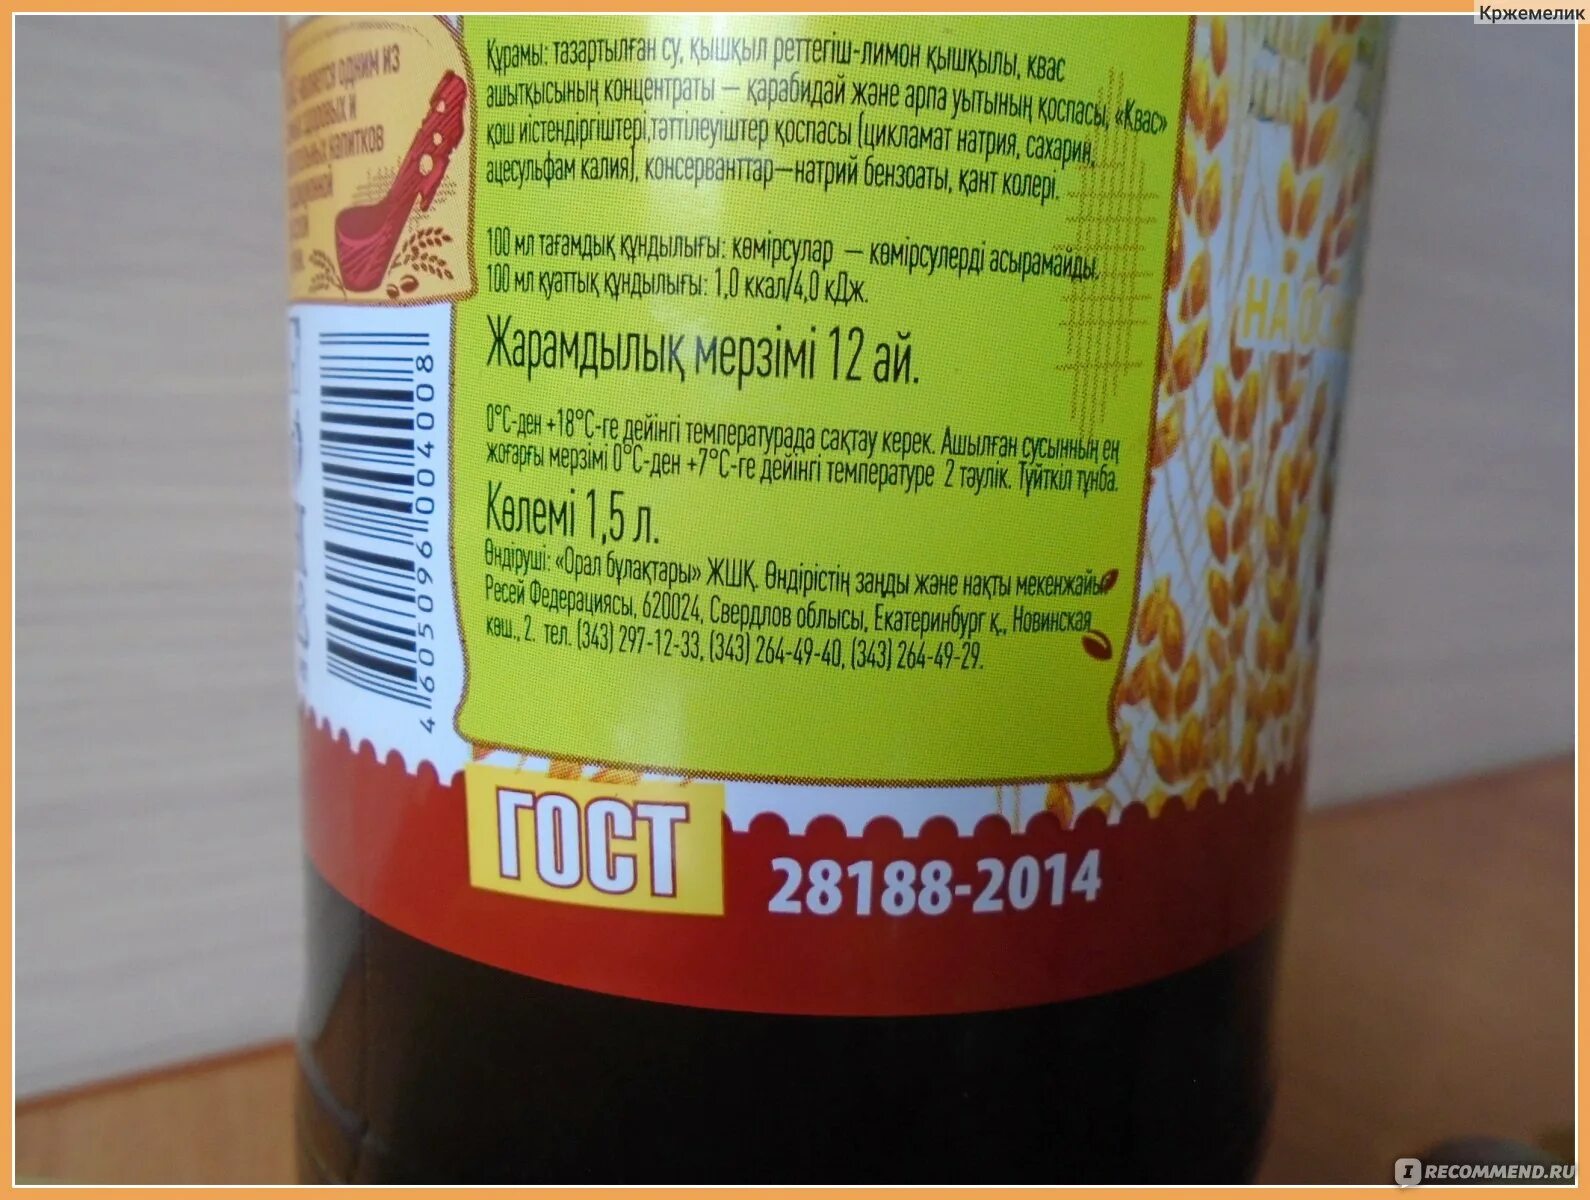 Кржемелик
ОДНИМ ИЗ
И
НАПИТКОВ
Құрамы: тазартылған су, қышқыл реттегіш-лимон қышқылы, квас
ашытқысының концентраты — қарабидай және арпа уытының қоспасы, «Квас»
қош иістендіргіштері,тәттілеуіштер қоспасы (цикламат натрия, сахарин,
ацесульфам калия), консерванттар—натрий бензоаты, қант колері.
100 мл тағамдық құндылығы: көмірсулар — көмірсулерді асырамайды.
100 мл қуаттық құндылығы: 1,0 ккал/4,0 кДж.
Жарамдылық мерзімі 12 ай.
0°С-ден +18°С-ге дейінгі температурада сақтау керек. Ашылған сусынның ең
жоғарғы мерзімі 0°С-ден +7°С-ге дейінгі температуре 2 тәулік. Түйткіл тұнба.
Көлемі 1,5 л.
Өндіруші: «Орал бұлақтары» ЖШҚ. Өндірістің заңды және нақты мекенжайы
Ресей Федерациясы, 620024, Свердлов облысы, Екатеринбург қ., Новинская
көш., 2. тел. (343) 297-12-33, (343) 264-49-40, (343) 264-49-29.
4 605096 004008
НА
ГОСТ 28188-2014
IRECOMMEND.RU